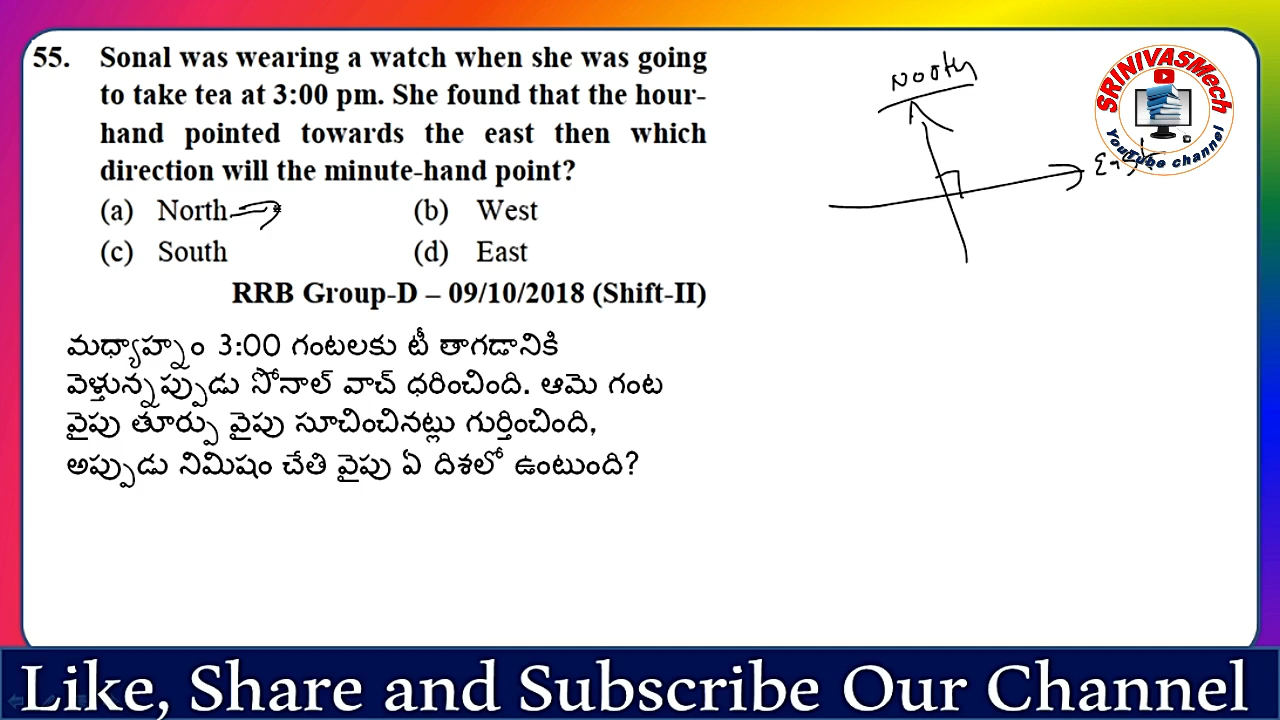 55. Sonal was wearing a watch when she was going
to take tea at 3:00 pm. She found that the hour-
hand pointed towards the east then which
direction will the minute-hand point?
(a) North (b) West
(c) South (d) East
RRB Group-D – 09/10/2018 (Shift-II)
మధ్యాహ్నం 3:00 గంటలకు టీ తాగడానికి
వెళ్తున్నప్పుడు సోనాల్ వాచ్ ధరించింది. ఆమె గంట
వైపు తూర్పు వైపు సూచించినట్లు గుర్తించింది,
అప్పుడు నిమిషం చేతి వైపు ఏ దిశలో ఉంటుంది?
North
East
SRINIVASMech
YouTube channel
Like, Share and Subscribe Our Channel